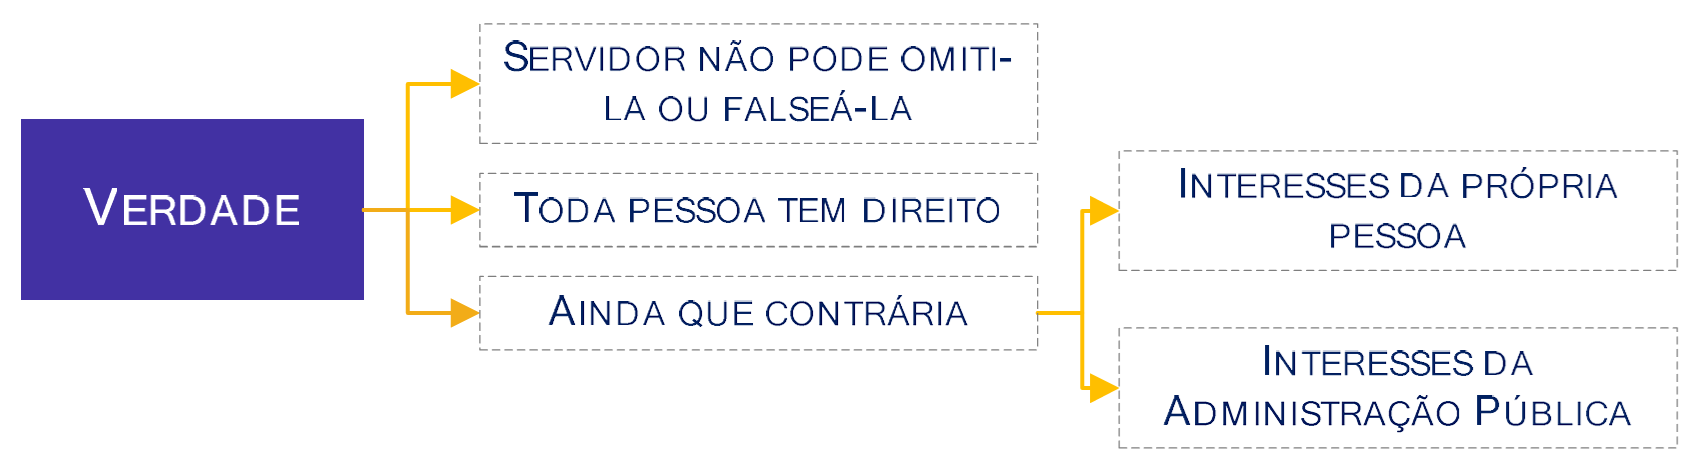 VERDADE
SERVIDOR NÃO PODE OMITI-
LA OU FALSEÁ-LA
TODA PESSOA TEM DIREITO
AINDA QUE CONTRÁRIA
INTERESSES DA PRÓPRIA
PESSOA
INTERESSES DA
ADMINISTRAÇÃO PÚBLICA